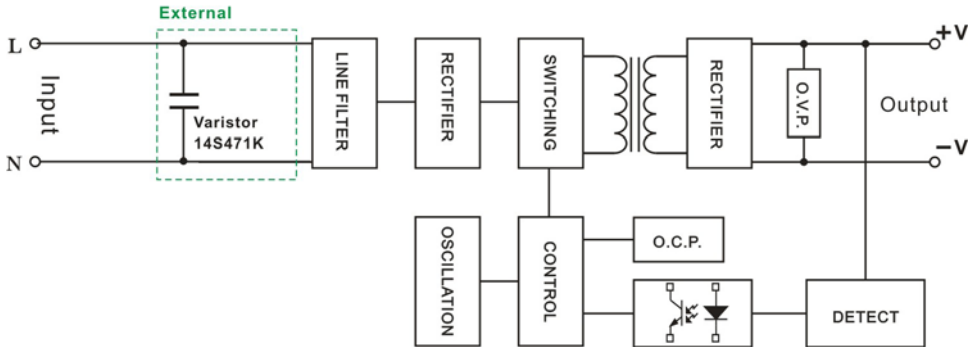 External
L
N
Input
Varistor
14S471K
LINE FILTER
RECTIFIER
SWITCHING
RECTIFIER
O.V.P.
+V
Output
−V
OSCILLATION
CONTROL
O.C.P.
DETECT